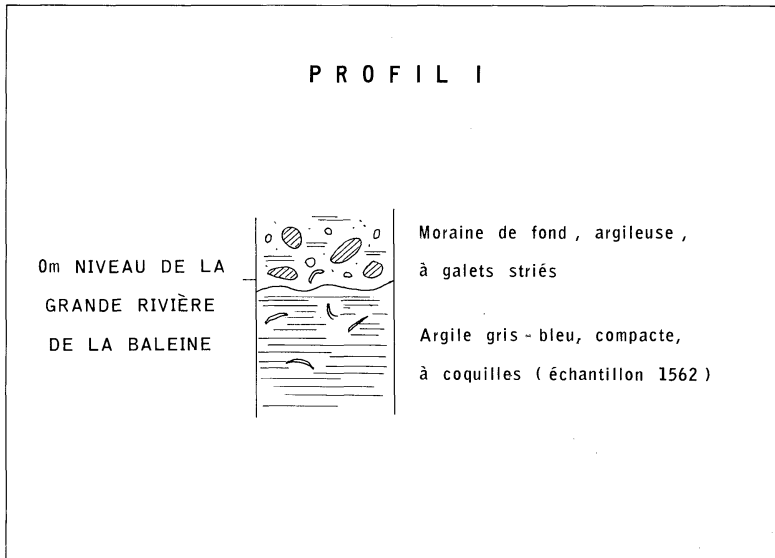 PROFIL I
0m NIVEAU DE LA
GRANDE RIVIÈRE
DE LA BALEINE
Moraine de fond, argileuse,
à galets striés
Argile gris-bleu, compacte,
à coquilles (échantillon 1562)